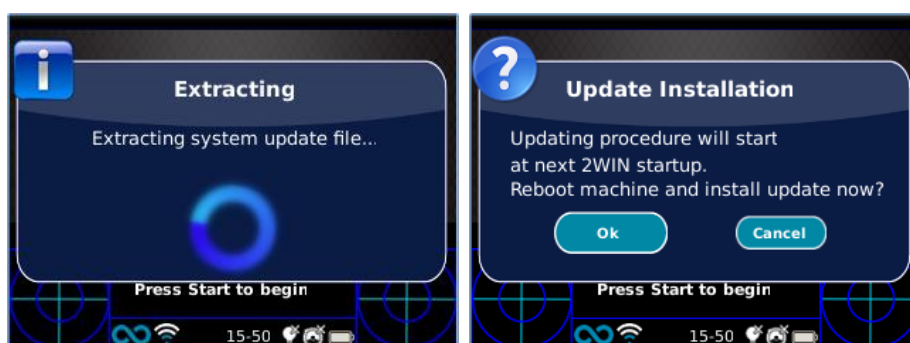 Extracting
Extracting system update file...
Press Start to begin
15-50
Update Installation
Updating procedure will start
at next 2WIN startup.
Reboot machine and install update now?
Ok
Cancel
Press Start to begin
15-50